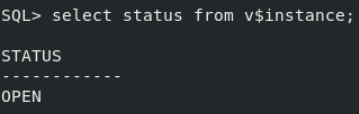 SQL> select status from v$instance;
STATUS
------------
OPEN